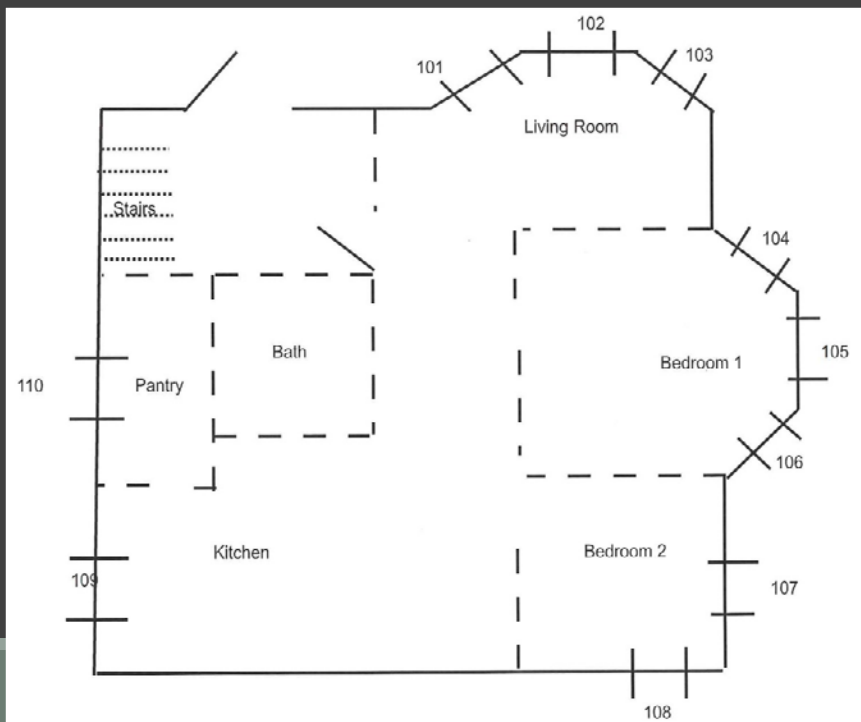 102
101
103
Living Room
Stairs
104
Bath
105
Bedroom 1
110
Pantry
106
Kitchen
Bedroom 2
109
107
108